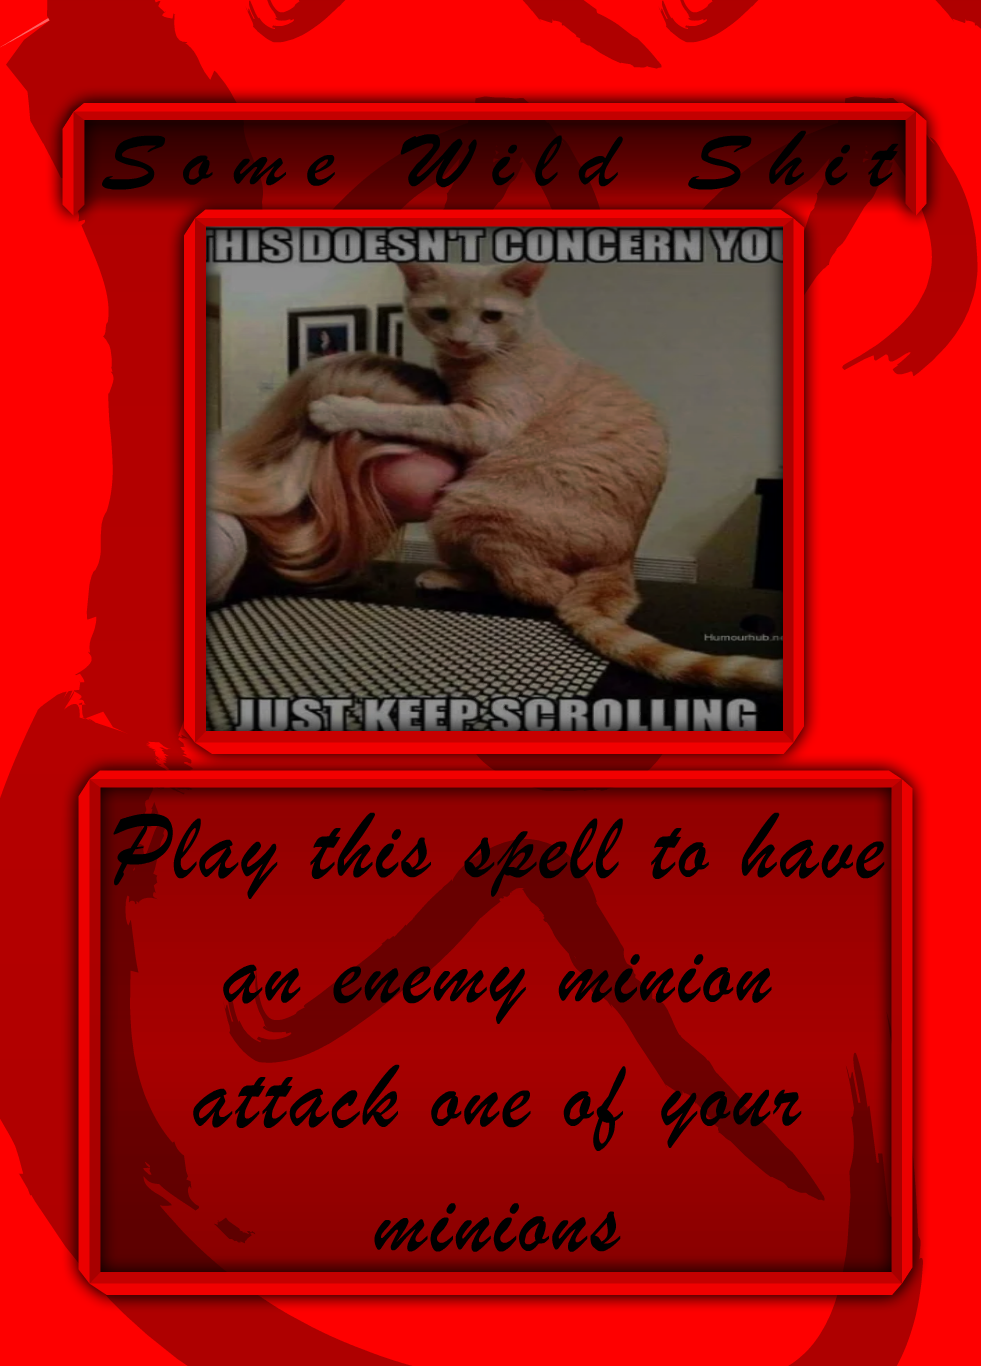 Some Wild Shit
THIS DOESN'T CONCERN YOU
Humourhub.n
JUST KEEP SCROLLING
Play this spell to have
an enemy minion
attack one of your
minions